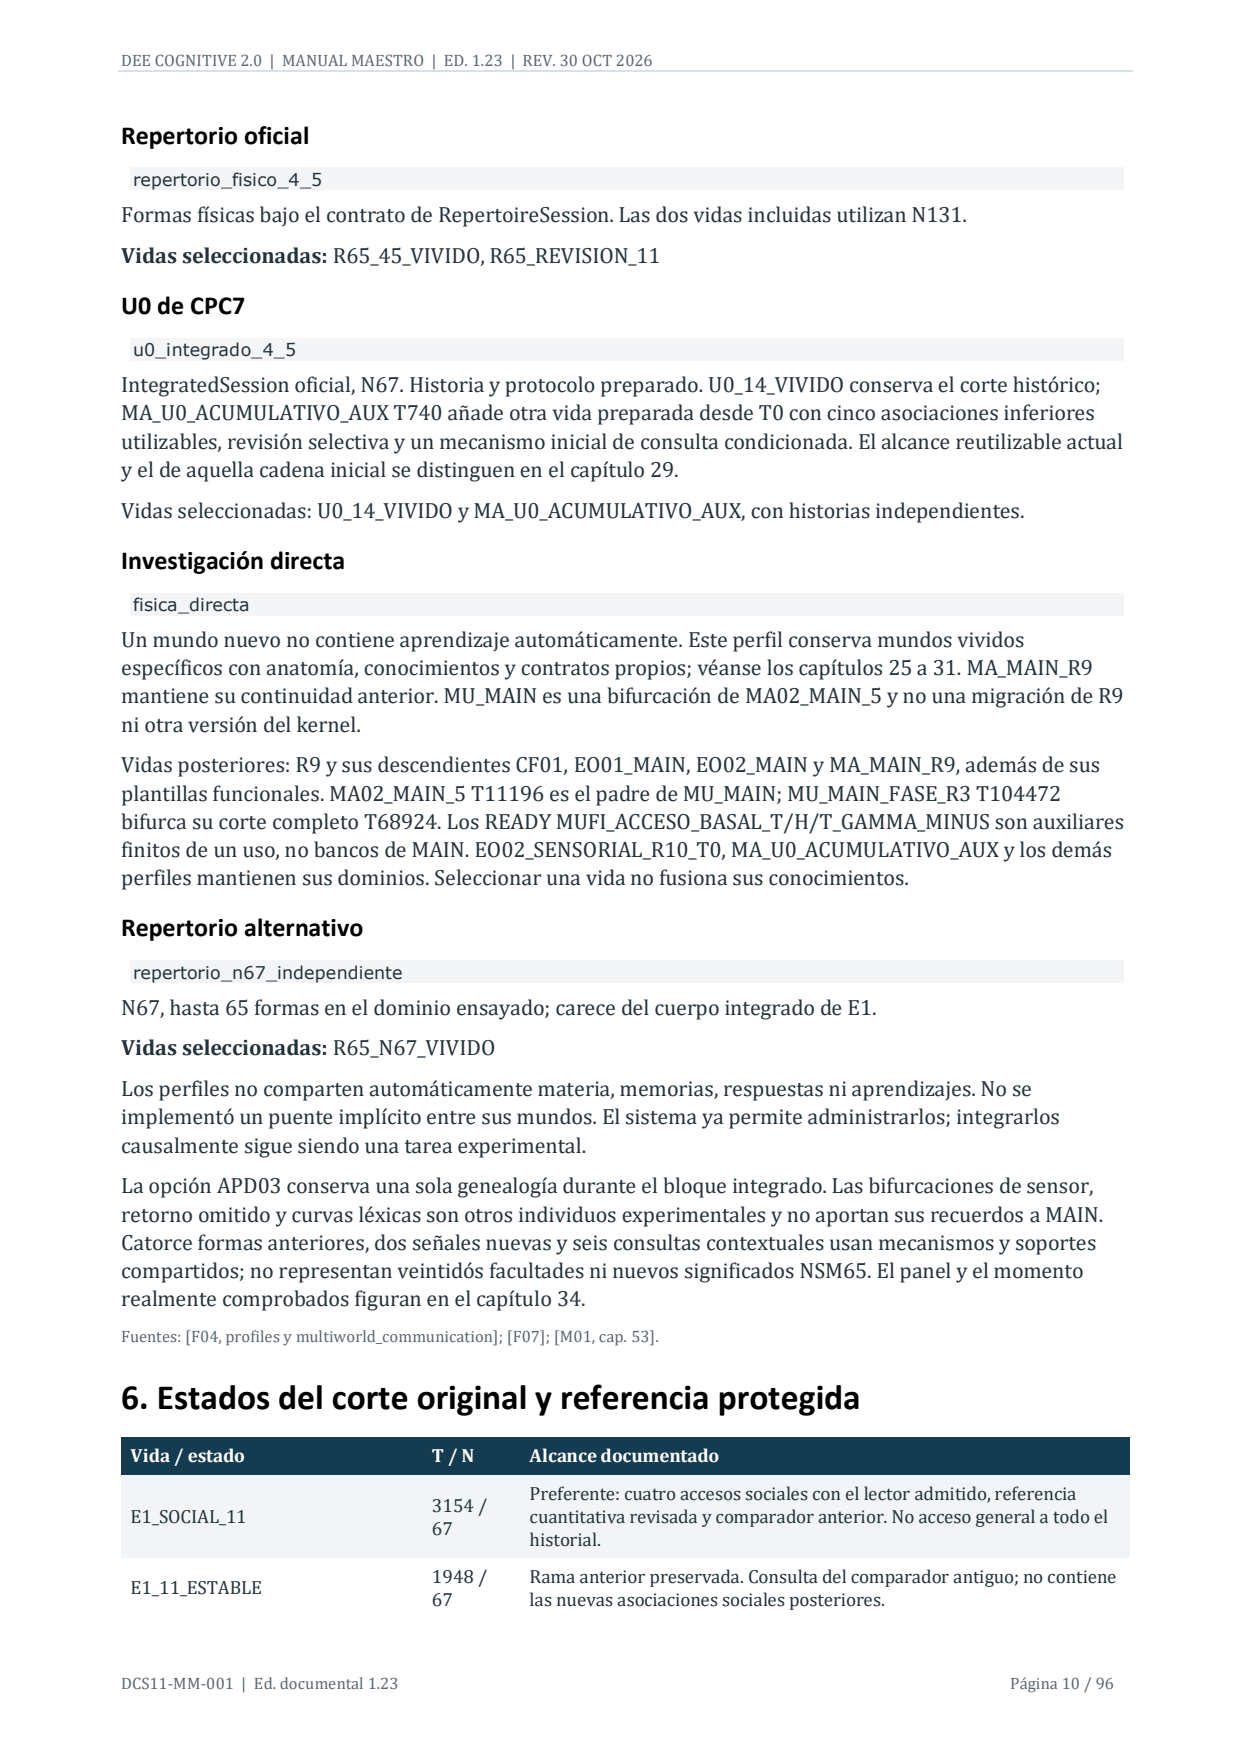 DEE COGNITIVE 2.0 | MANUAL MAESTRO | ED. 1.23 | REV. 30 OCT 2026
Repertorio oficial
repertorio_fisico_4_5
Formas físicas bajo el contrato de RepertoireSession. Las dos vidas incluidas utilizan N131.
Vidas seleccionadas: R65_45_VIVIDO, R65_REVISION_11
U0 de CPC7
u0_integrado_4_5
IntegratedSession oficial, N67. Historia y protocolo preparado. U0_14_VIVIDO conserva el corte histórico;
MA_U0_ACUMULATIVO_AUX T740 añade otra vida preparada desde T0 con cinco asociaciones inferiores
utilizables, revisión selectiva y un mecanismo inicial de consulta condicionada. El alcance reutilizable actual
y el de aquella cadena inicial se distinguen en el capítulo 29.
Vidas seleccionadas: U0_14_VIVIDO y MA_U0_ACUMULATIVO_AUX, con historias independientes.
Investigación directa
fisica_directa
Un mundo nuevo no contiene aprendizaje automáticamente. Este perfil conserva mundos vividos
específicos con anatomía, conocimientos y contratos propios; véanse los capítulos 25 a 31. MA_MAIN_R9
mantiene su continuidad anterior. MU_MAIN es una bifurcación de MA02_MAIN_5 y no una migración de R9
ni otra versión del kernel.
Vidas posteriores: R9 y sus descendientes CF01, EO01_MAIN, EO02_MAIN y MA_MAIN_R9, además de sus
plantillas funcionales. MA02_MAIN_5 T11196 es el padre de MU_MAIN; MU_MAIN_FASE_R3 T104472
bifurca su corte completo T68924. Los READY MUFI_ACCESO_BASAL_T/H/T_GAMMA_MINUS son auxiliares
finitos de un uso, no bancos de MAIN. EO02_SENSORIAL_R10_T0, MA_U0_ACUMULATIVO_AUX y los demás
perfiles mantienen sus dominios. Seleccionar una vida no fusiona sus conocimientos.
Repertorio alternativo
repertorio_n67_independiente
N67, hasta 65 formas en el dominio ensayado; carece del cuerpo integrado de E1.
Vidas seleccionadas: R65_N67_VIVIDO
Los perfiles no comparten automáticamente materia, memorias, respuestas ni aprendizajes. No se
implementó un puente implícito entre sus mundos. El sistema ya permite administrarlos; integrarlos
causalmente sigue siendo una tarea experimental.
La opción APD03 conserva una sola genealogía durante el bloque integrado. Las bifurcaciones de sensor,
retorno omitido y curvas léxicas son otros individuos experimentales y no aportan sus recuerdos a MAIN.
Catorce formas anteriores, dos señales nuevas y seis consultas contextuales usan mecanismos y soportes
compartidos; no representan veintidós facultades ni nuevos significados NSM65. El panel y el momento
realmente comprobados figuran en el capítulo 34.
Fuentes: [F04, profiles y multiworld_communication]; [F07]; [M01, cap. 53].
6. Estados del corte original y referencia protegida
Vida / estado T / N Alcance documentado
E1_SOCIAL_11 3154 / 67 Preferente: cuatro accesos sociales con el lector admitido, referencia
cuantitativa revisada y comparador anterior. No acceso general a todo el
historial.
E1_11_ESTABLE 1948 / 67 Rama anterior preservada. Consulta del comparador antiguo; no contiene
las nuevas asociaciones sociales posteriores.
DCS11-MM-001 | Ed. documental 1.23
Página 10 / 96